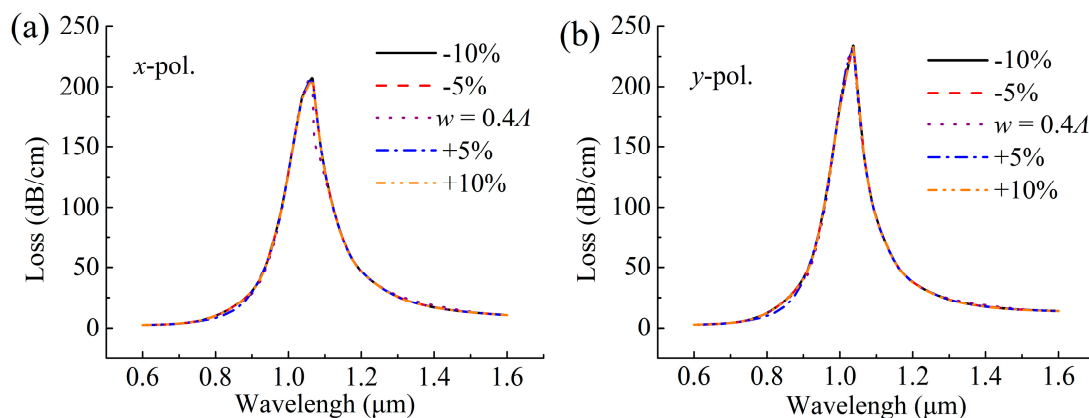 (a)
x-pol.
-10%
-5%
w = 0.4Λ
+5%
+10%
250
200
150
100
50
0
Loss (dB/cm)
0.6 0.8 1.0 1.2 1.4 1.6
Wavelengh (μm)
(b)
y-pol.
-10%
-5%
w = 0.4Λ
+5%
+10%
250
200
150
100
50
0
Loss (dB/cm)
0.6 0.8 1.0 1.2 1.4 1.6
Wavelengh (μm)